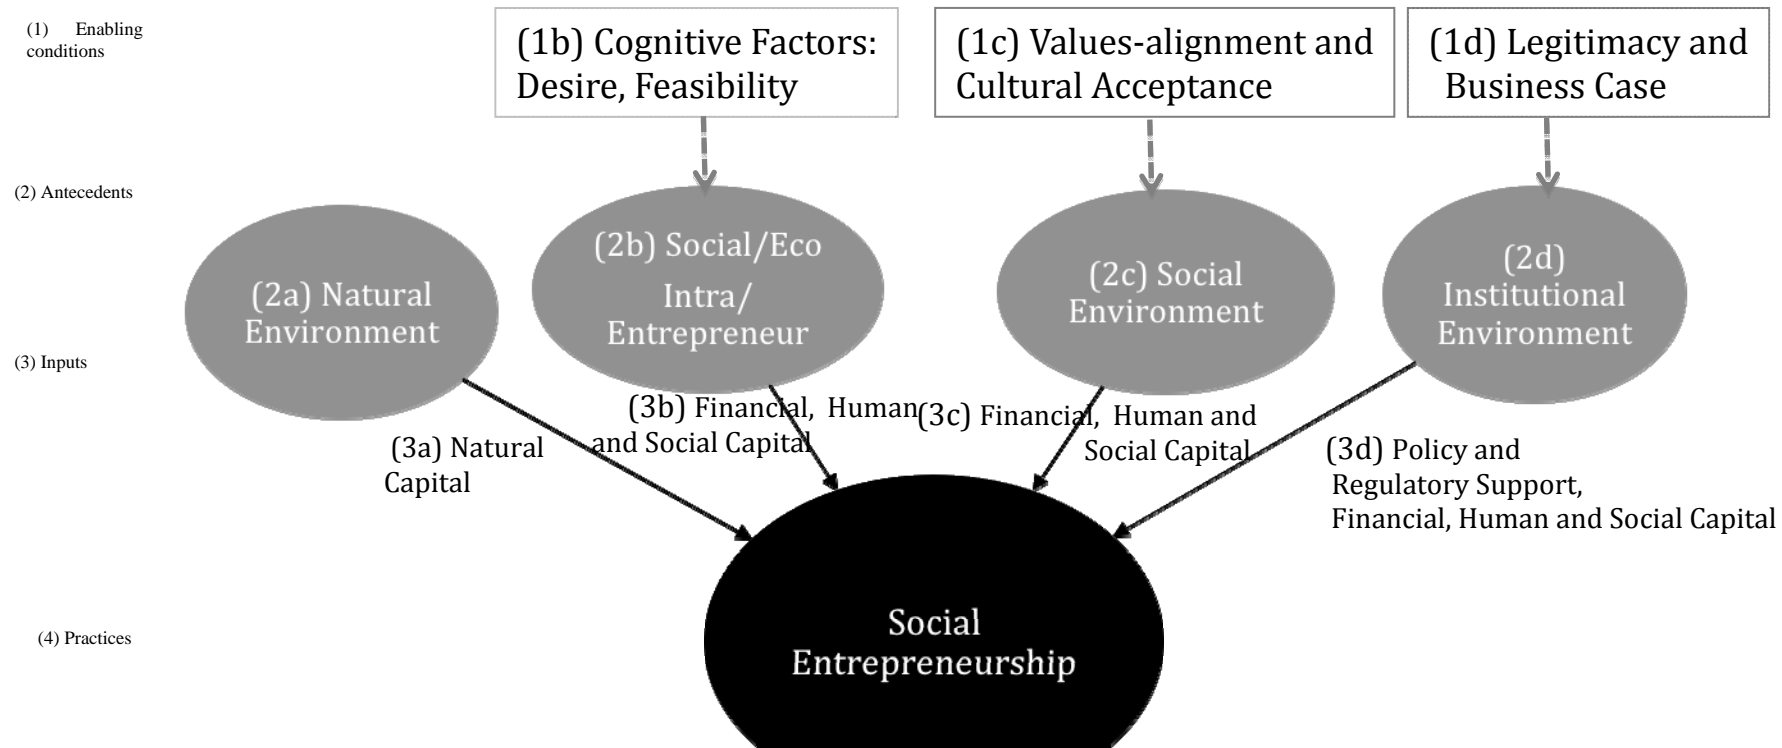 (1) Enabling
conditions
(1b) Cognitive Factors:
Desire, Feasibility
(1c) Values-alignment and
Cultural Acceptance
(1d) Legitimacy and
Business Case
(2) Antecedents
(2a) Natural
Environment
(2b) Social/Eco
Intra/
Entrepreneur
(2c) Social
Environment
(2d)
Institutional
Environment
(3) Inputs
(3a) Natural
Capital
(3b) Financial, Human
and Social Capital
(3c) Financial, Human and
Social Capital
(3d) Policy and
Regulatory Support,
Financial, Human and Social Capital
(4) Practices
Social
Entrepreneurship